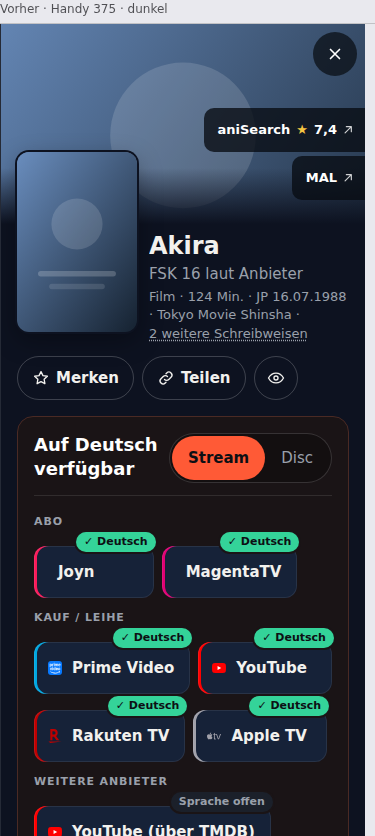 Vorher · Handy 375 · dunkel
aniSearch ★ 7,4 ↗
MAL ↗
Akira
FSK 16 laut Anbieter
Film · 124 Min. · JP 16.07.1988
· Tokyo Movie Shinsha ·
2 weitere Schreibweisen
Merken
Teilen
Auf Deutsch
verfügbar
Stream
Disc
ABO
✓ Deutsch
Joyn
✓ Deutsch
MagentaTV
KAUF / LEIHE
✓ Deutsch
prime video
Prime Video
✓ Deutsch
YouTube
✓ Deutsch
R
Rakuten TV
✓ Deutsch
tv
Apple TV
WEITERE ANBIETER
Sprache offen
YouTube (über TMDB)